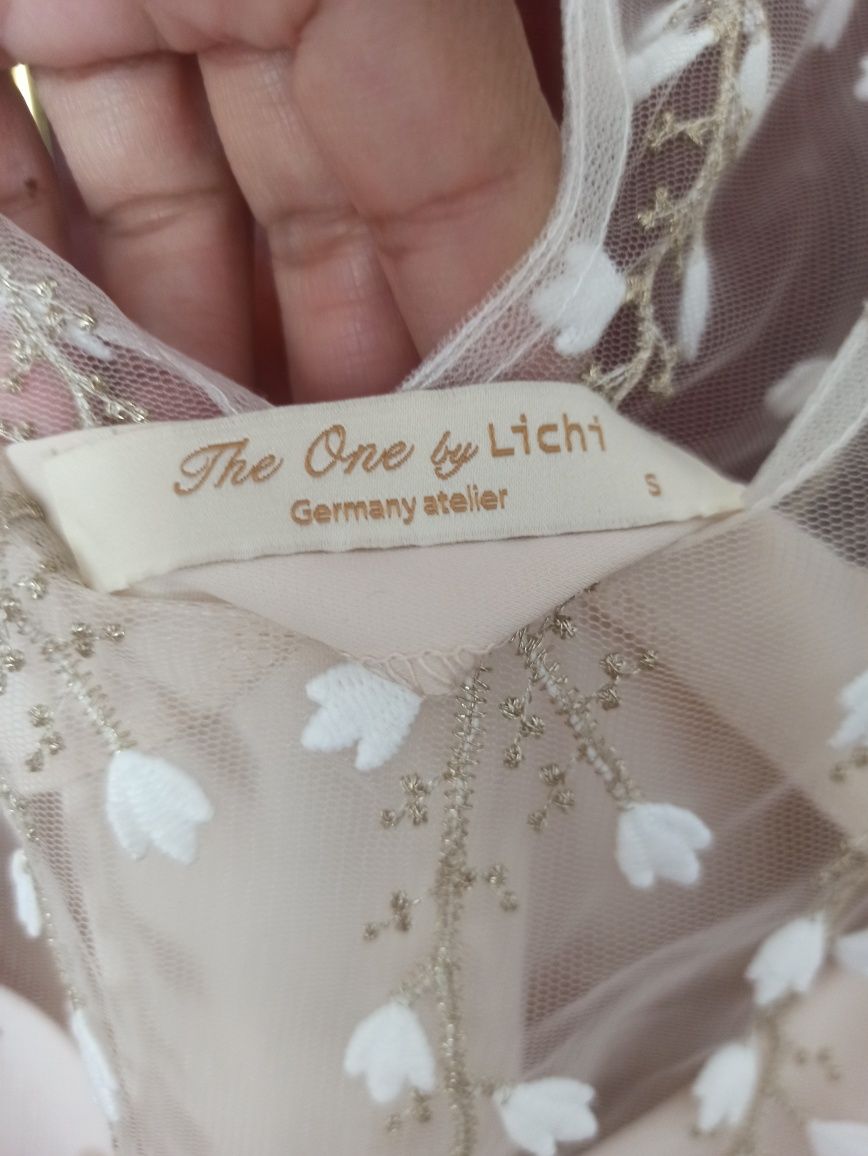 The One by Lichi
Germany atelier
S